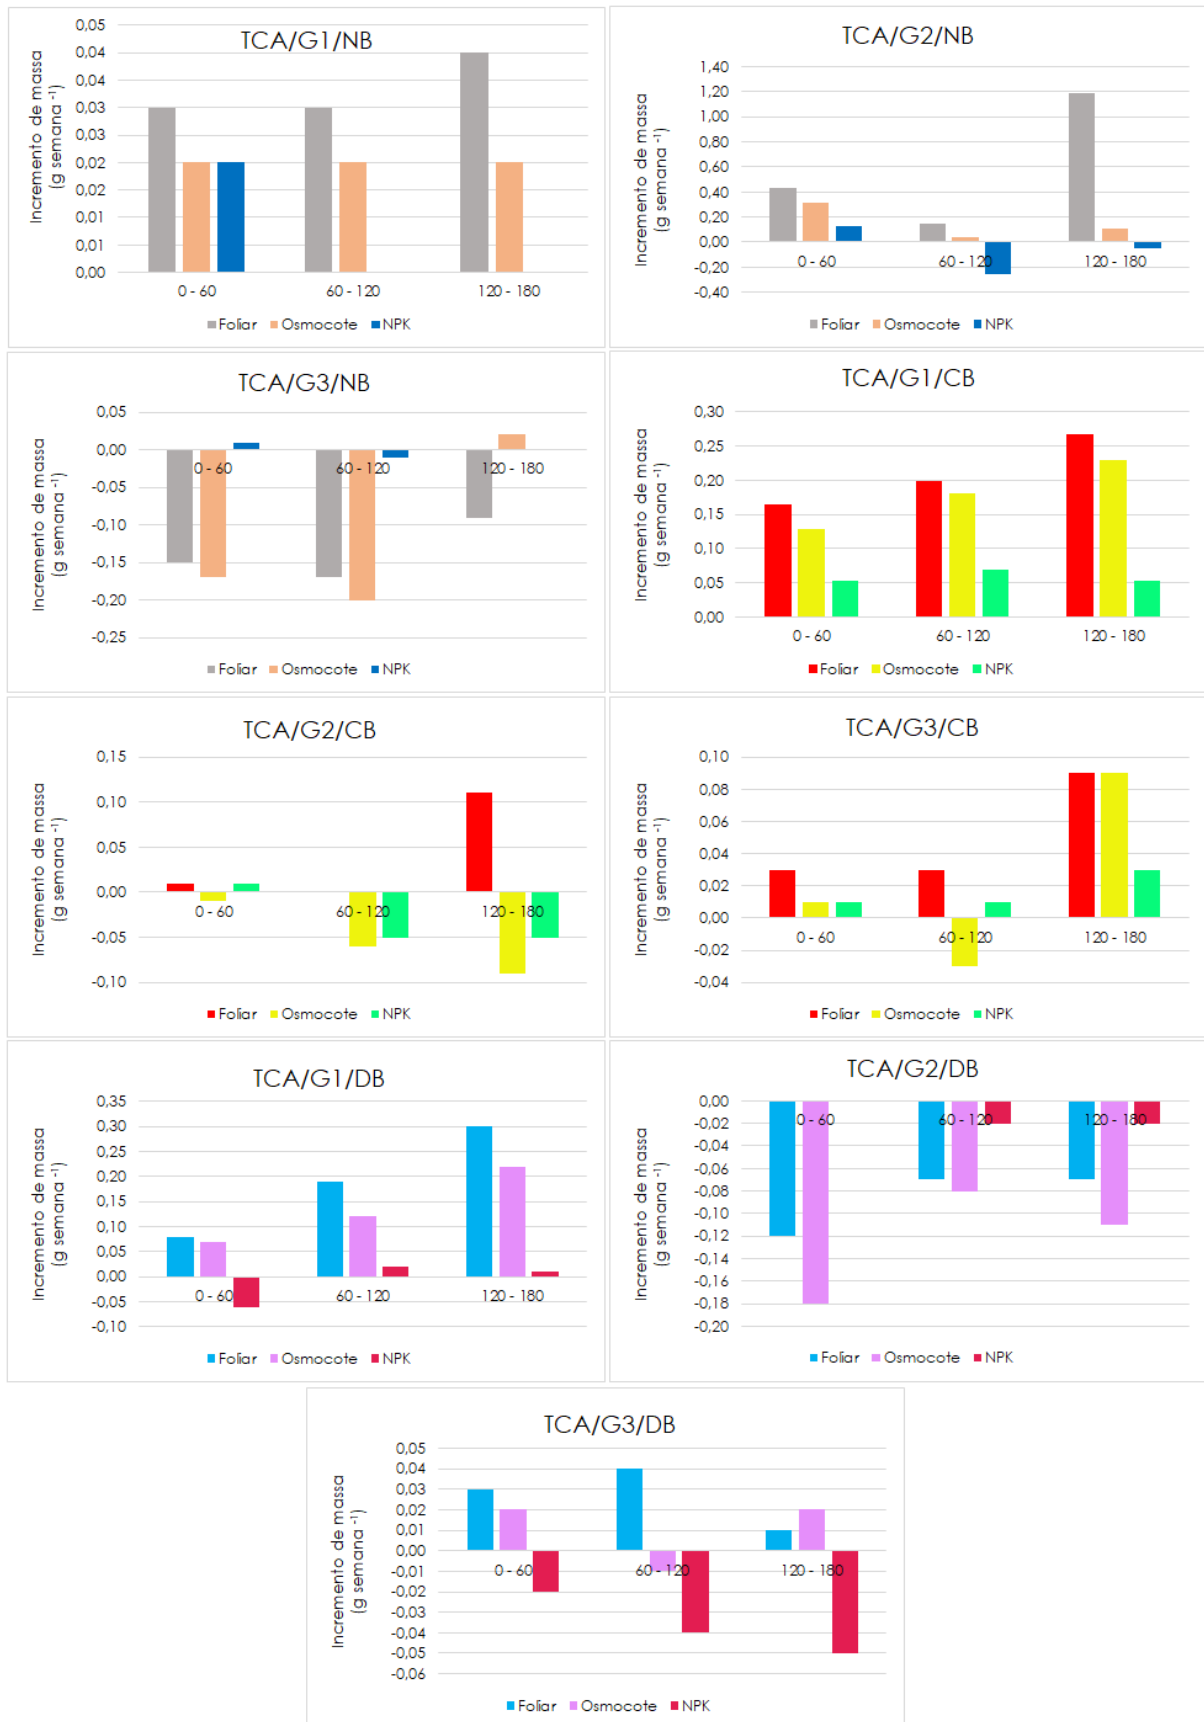 TCA/G1/NB
Incremento de massa
(g semana ⁻¹)
0,05
0,04
0,04
0,03
0,03
0,02
0,02
0,01
0,01
0,00
0 - 60
60 - 120
120 - 180
Foliar Osmocote NPK
TCA/G2/NB
Incremento de massa
(g semana ⁻¹)
1,40
1,20
1,00
0,80
0,60
0,40
0,20
0,00
-0,20
-0,40
0 - 60
60 - 120
120 - 180
Foliar Osmocote NPK
TCA/G3/NB
Incremento de massa
(g semana ⁻¹)
0,05
0,00
-0,05
-0,10
-0,15
-0,20
-0,25
0 - 60
60 - 120
120 - 180
Foliar Osmocote NPK
TCA/G1/CB
Incremento de massa
(g semana ⁻¹)
0,30
0,25
0,20
0,15
0,10
0,05
0,00
0 - 60
60 - 120
120 - 180
Foliar Osmocote NPK
TCA/G2/CB
Incremento de massa
(g semana ⁻¹)
0,15
0,10
0,05
0,00
-0,05
-0,10
0 - 60
60 - 120
120 - 180
Foliar Osmocote NPK
TCA/G3/CB
Incremento de massa
(g semana ⁻¹)
0,10
0,08
0,06
0,04
0,02
0,00
-0,02
-0,04
0 - 60
60 - 120
120 - 180
Foliar Osmocote NPK
TCA/G1/DB
Incremento de massa
(g semana ⁻¹)
0,35
0,30
0,25
0,20
0,15
0,10
0,05
0,00
-0,05
-0,10
0 - 60
60 - 120
120 - 180
Foliar Osmocote NPK
TCA/G2/DB
Incremento de massa
(g semana ⁻¹)
0,00
-0,02
-0,04
-0,06
-0,08
-0,10
-0,12
-0,14
-0,16
-0,18
-0,20
0 - 60
60 - 120
120 - 180
Foliar Osmocote NPK
TCA/G3/DB
Incremento de massa
(g semana ⁻¹)
0,05
0,04
0,03
0,02
0,01
0,00
-0,01
-0,02
-0,03
-0,04
-0,05
-0,06
0 - 60
60 - 120
120 - 180
Foliar Osmocote NPK